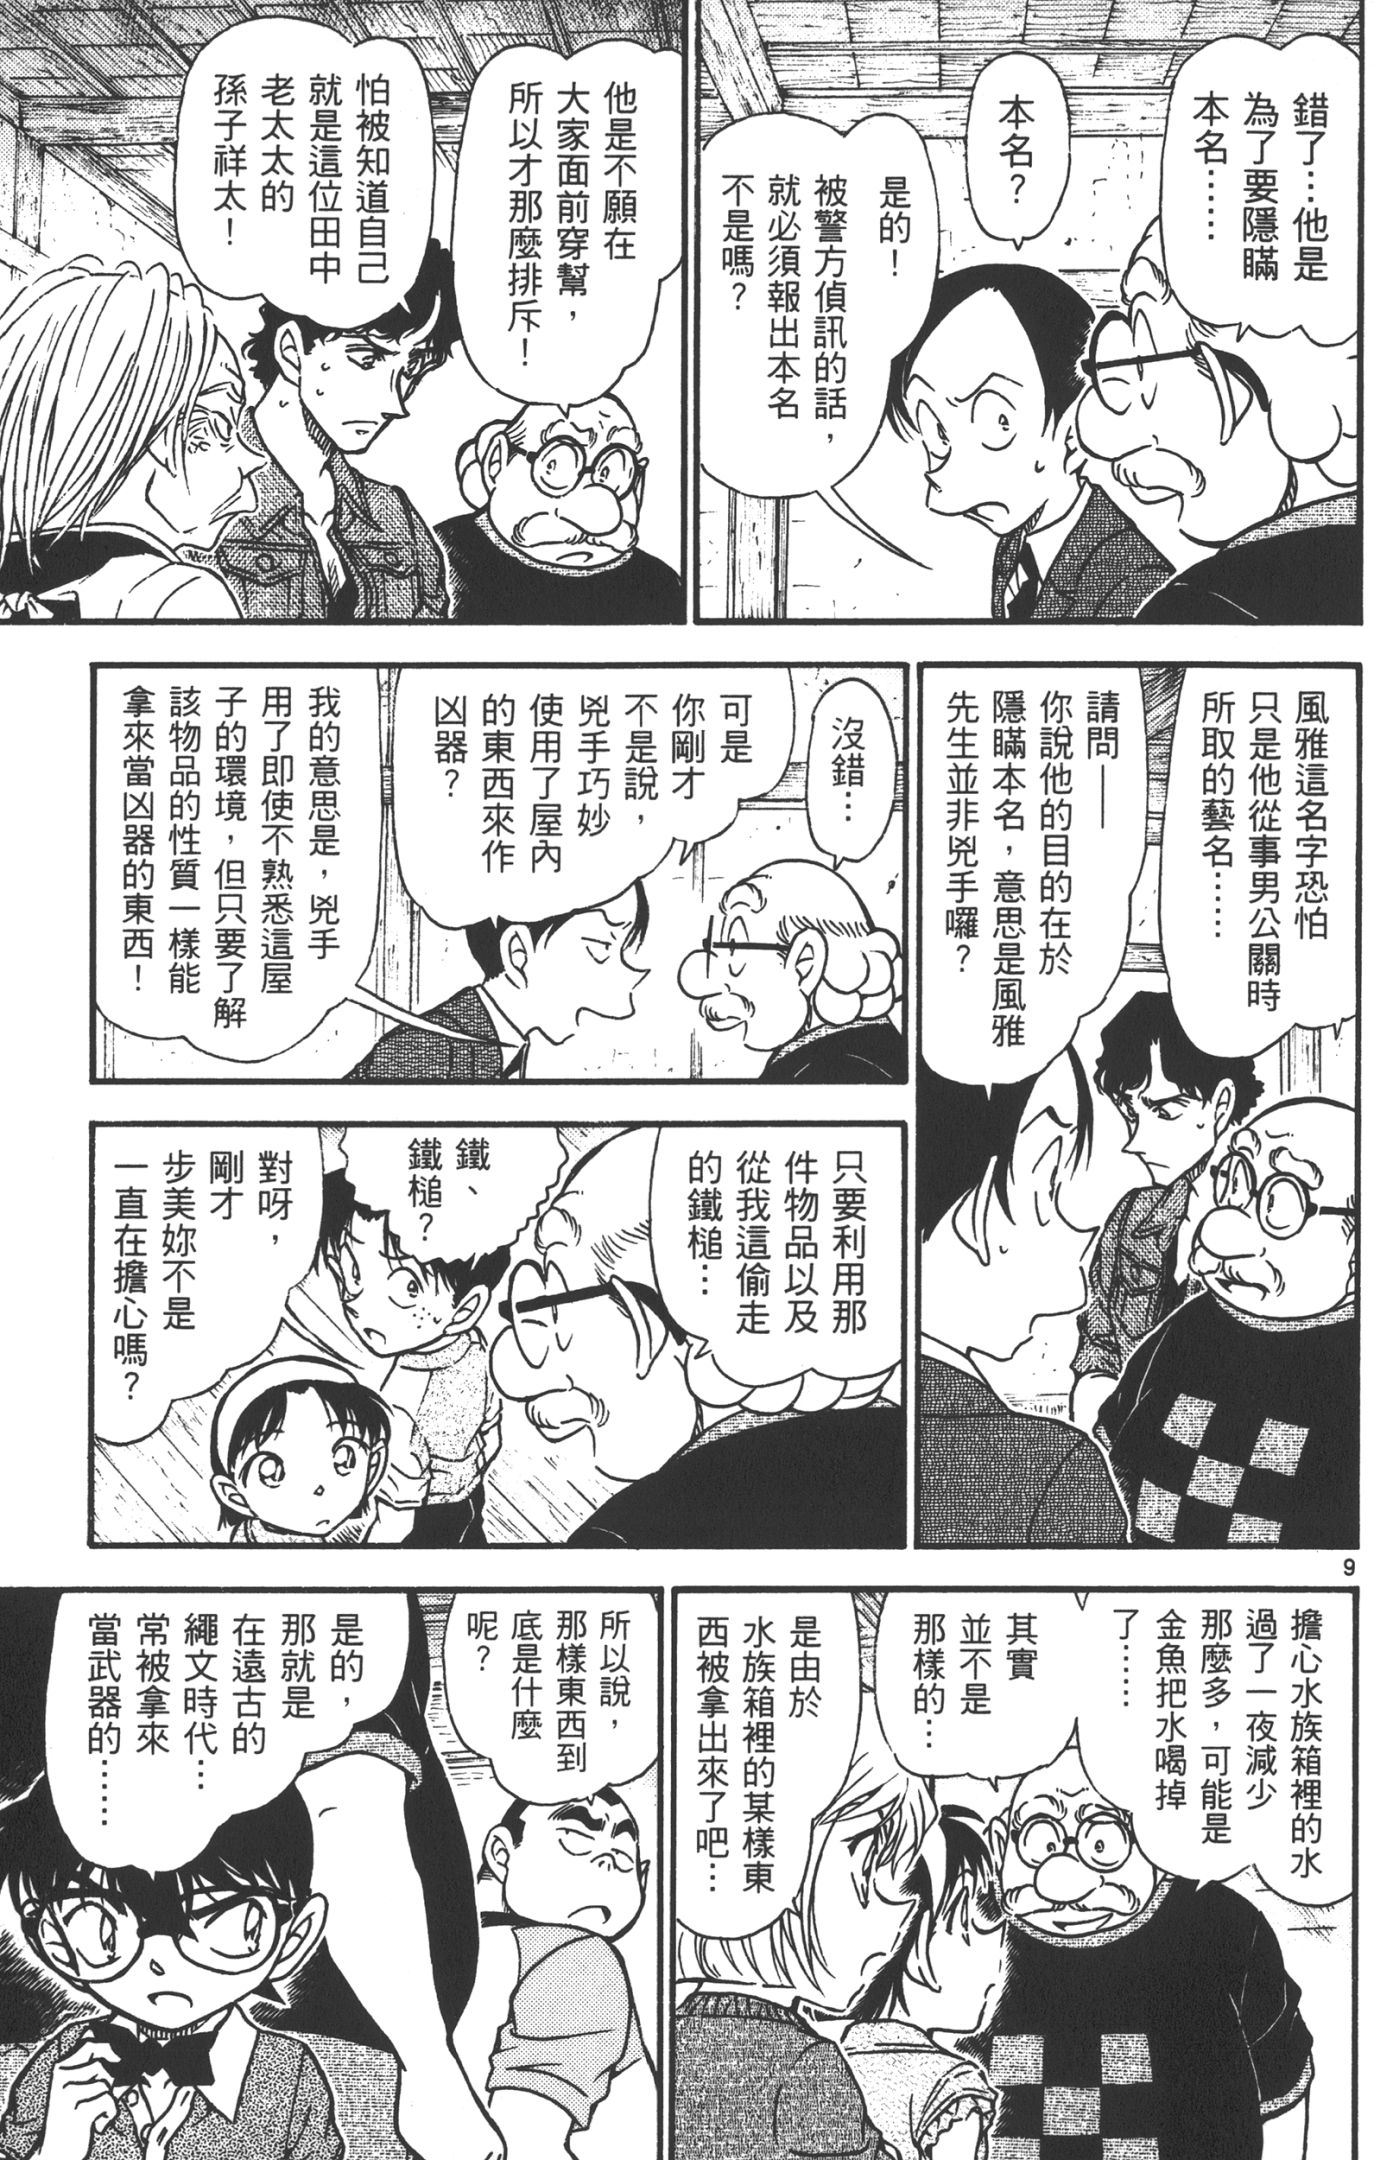 錯了…他是
為了要隱瞞
本名……
本名？
是的！
被警方偵訊的話，
就必須報出本名
不是嗎？
他是不願在
大家面前穿幫，
所以才那麼排斥！
怕被知道自己
就是這位田中
老太太的
孫子祥太！
風雅這名字恐怕
只是他從事男公關時
所取的藝名……
請問——
你說他的目的在於
隱瞞本名，意思是風雅
先生並非兇手囉？
沒錯…
可是
你剛才
不是說，
兇手巧妙
使用了屋內
的東西來作
凶器？
我的意思是，兇手
用了即使不熟悉這屋
子的環境，但只要了解
該物品的性質一樣能
拿來當凶器的東西！
只要利用那
件物品以及
從我這偷走
的鐵槌…
鐵、
鐵槌？
對呀，
剛才
步美妳不是
一直在擔心嗎？
9
擔心水族箱裡的水
過了一夜減少
那麼多，可能是
金魚把水喝掉
了……
其實
並不是
那樣的…
是由於
水族箱裡的某樣東
西被拿出來了吧…
所以說，
那樣東西到
底是什麼
呢？
是的，
那就是
在遠古的
繩文時代…
常被拿來
當武器的……